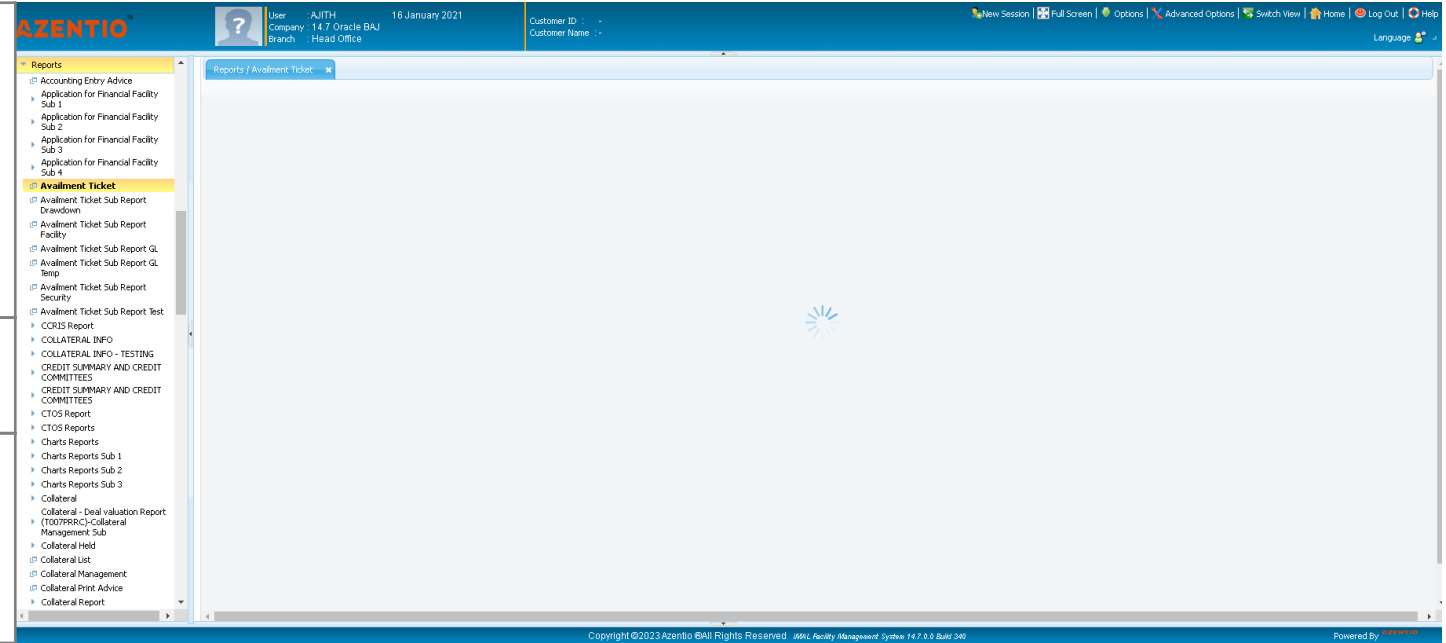 AZENTIO
User : AJITH 16 January 2021
Company : 14.7 Oracle BAJ
Branch : Head Office
Customer ID : -
Customer Name : -
New Session | Full Screen | Options | Advanced Options | Switch View | Home | Log Out | Help
Language
Reports
Accounting Entry Advice
Application for Financial Facility
Sub 1
Application for Financial Facility
Sub 2
Application for Financial Facility
Sub 3
Application for Financial Facility
Sub 4
Availment Ticket
Availment Ticket Sub Report
Drawdown
Availment Ticket Sub Report
Facility
Availment Ticket Sub Report GL
Availment Ticket Sub Report GL
Temp
Availment Ticket Sub Report
Security
Availment Ticket Sub Report Test
CCRIS Report
COLLATERAL INFO
COLLATERAL INFO - TESTING
CREDIT SUMMARY AND CREDIT
COMMITTEES
CREDIT SUMMARY AND CREDIT
COMMITTEES
CTOS Report
CTOS Reports
Charts Reports
Charts Reports Sub 1
Charts Reports Sub 2
Charts Reports Sub 3
Collateral
Collateral - Deal valuation Report
(T007PRRC)-Collateral
Management Sub
Collateral Held
Collateral List
Collateral Management
Collateral Print Advice
Collateral Report
Reports / Availment Ticket
Copyright ©2023 Azentio ®All Rights Reserved iMAL Facility Management System 14.7.0.0 Build 340
Powered By AZENTIO